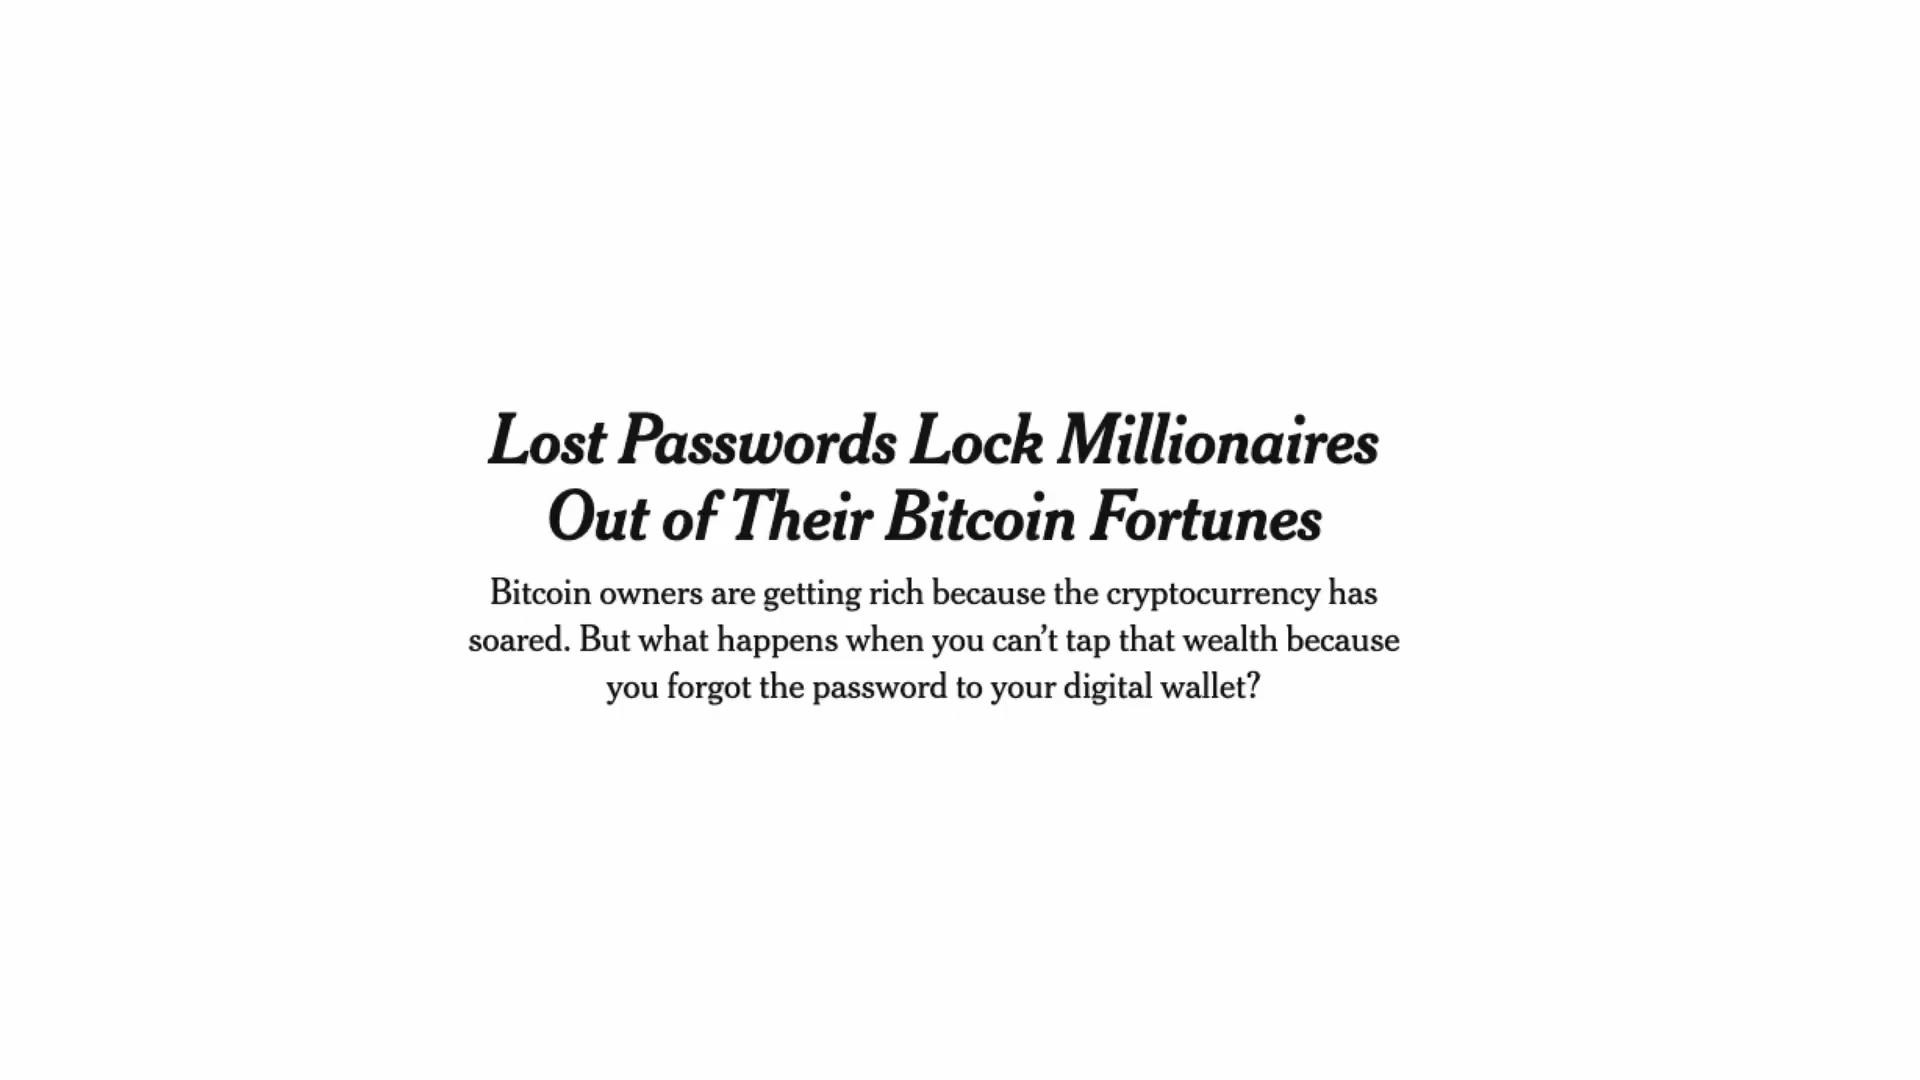 Lost Passwords Lock Millionaires
Out of Their Bitcoin Fortunes
Bitcoin owners are getting rich because the cryptocurrency has
soared. But what happens when you can’t tap that wealth because
you forgot the password to your digital wallet?